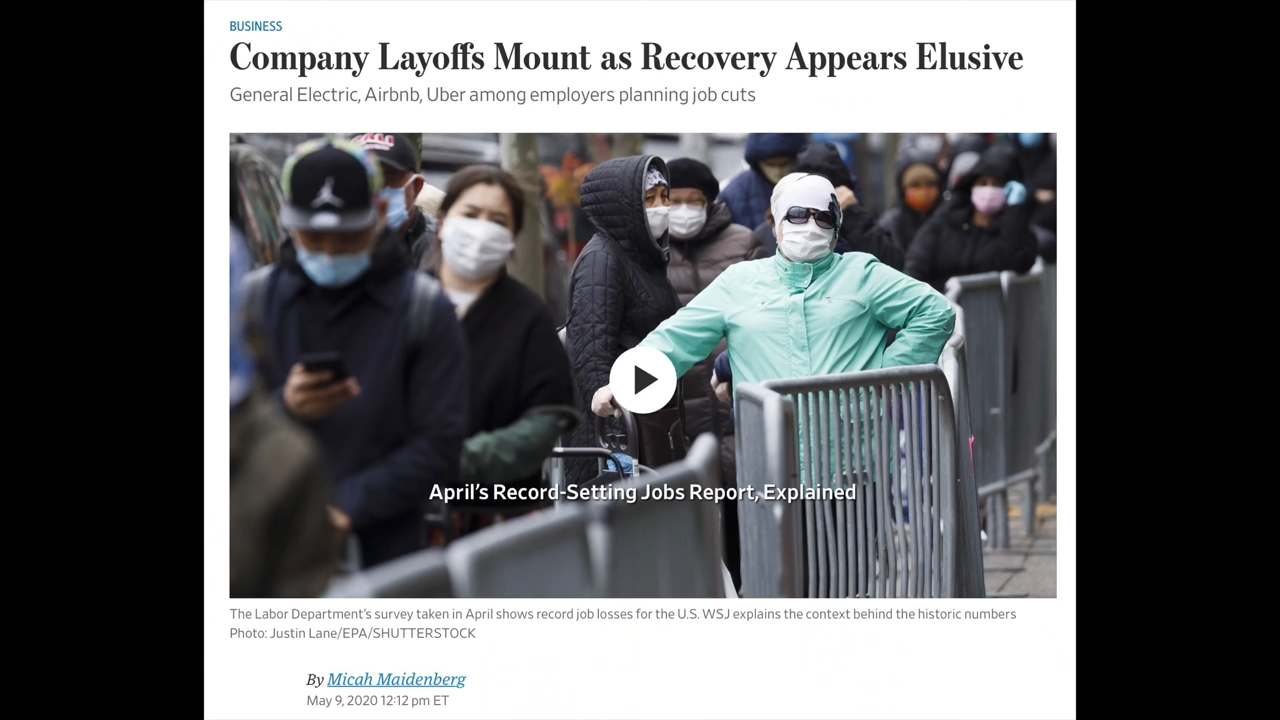 BUSINESS
Company Layoffs Mount as Recovery Appears Elusive
General Electric, Airbnb, Uber among employers planning job cuts
April's Record-Setting Jobs Report, Explained
The Labor Department's survey taken in April shows record job losses for the U.S. WSJ explains the context behind the historic numbers
Photo: Justin Lane/EPA/SHUTTERSTOCK
By Micah Maidenberg
May 9, 2020 12:12 pm ET